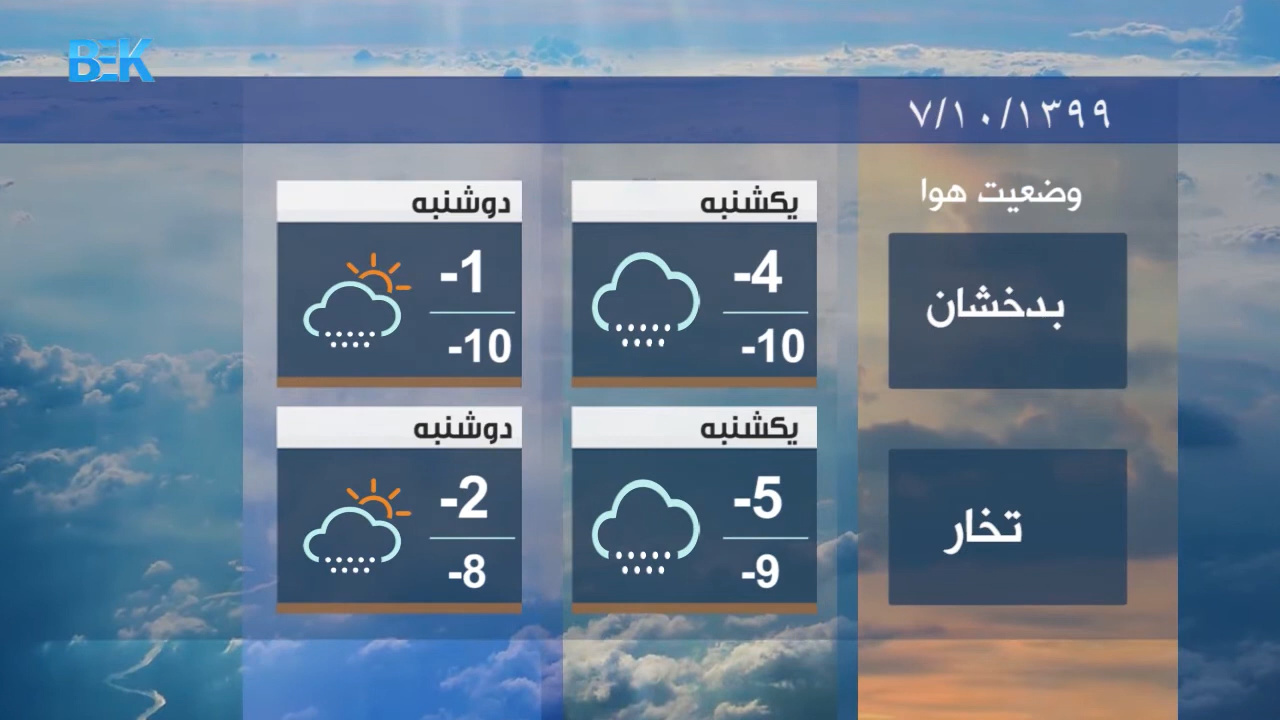 BEK
۷/۱۰/۱۳۹۹
وضعیت هوا
بدخشان
یکشنبه
-4
-10
دوشنبه
-1
-10
تخار
یکشنبه
-5
-9
دوشنبه
-2
-8